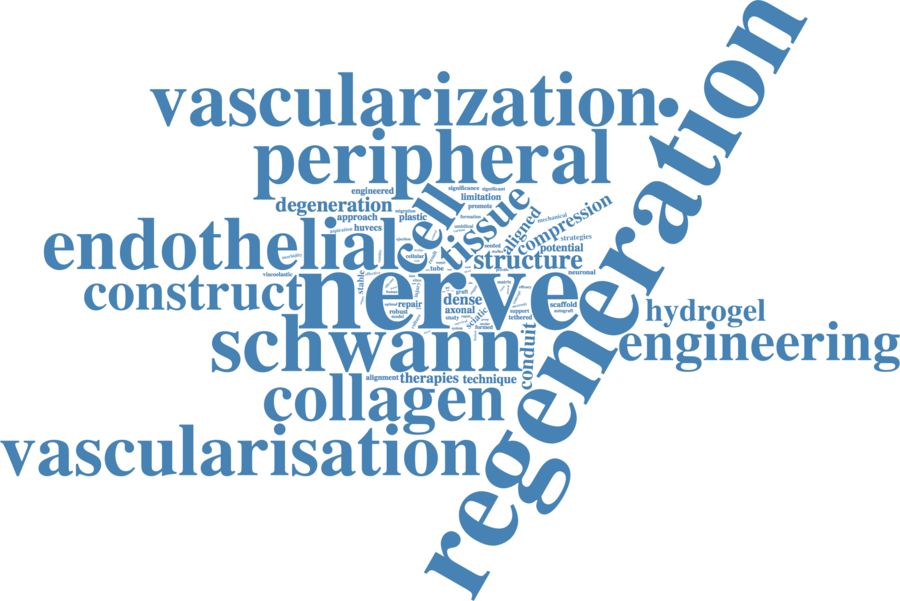 regeneration
vascularization
peripheral
engineered
significance
significant
degeneration
cell
tissue
limitation
promote
approach
migration
plastic
formation
huvecs
umbilical
aligned
mechanical
compression
strategies
endothelial
cellular
potential
structure
viscoelastic
tube
neuronal
construct
nerve
stable
graft
dense
repair
axonal
robust
study
sciatic
support
tethered
scaffold
autograft
formed
hydrogel
schwann
conduit
engineering
alignment
therapies
technique
collagen
vascularisation